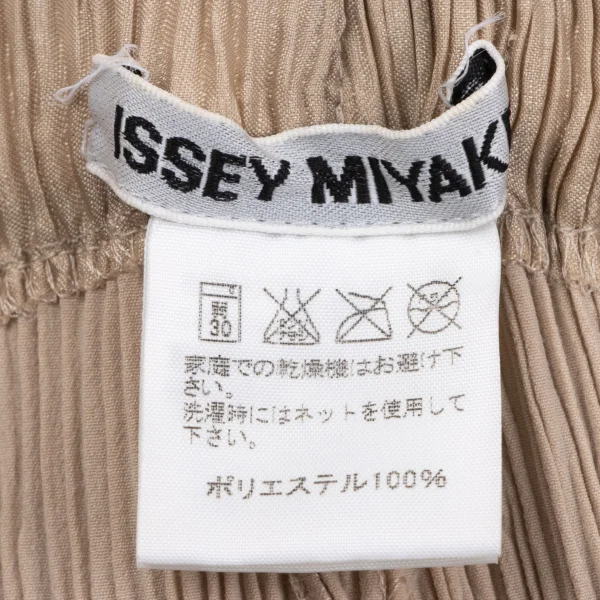 ISSEY MIYAKE
弱
30
家庭での乾燥機はお避け下
さい。
洗濯時にはネットを使用して
下さい。
ポリエステル100%